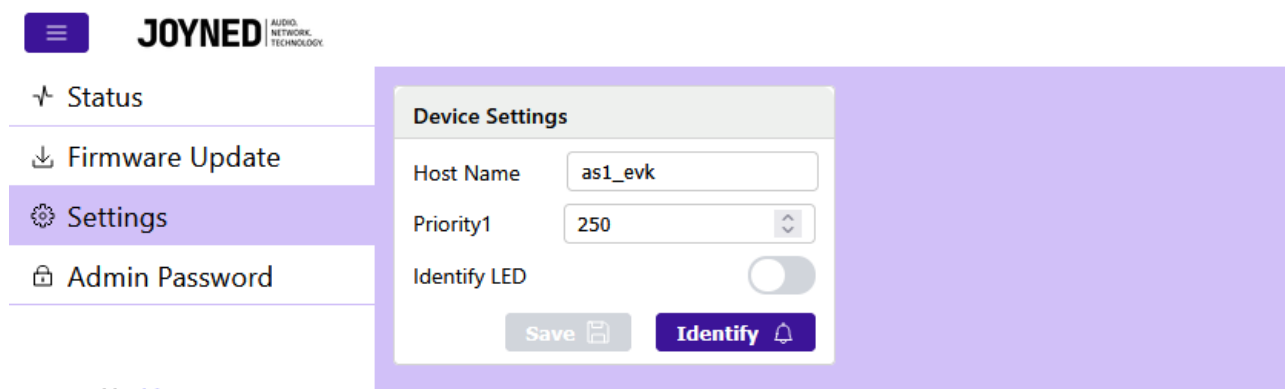 JOYNED
AUDIO.
NETWORK.
TECHNOLOGY.
Status
Firmware Update
Settings
Admin Password
Device Settings
Host Name as1_evk
Priority1 250
Identify LED
Save Identify